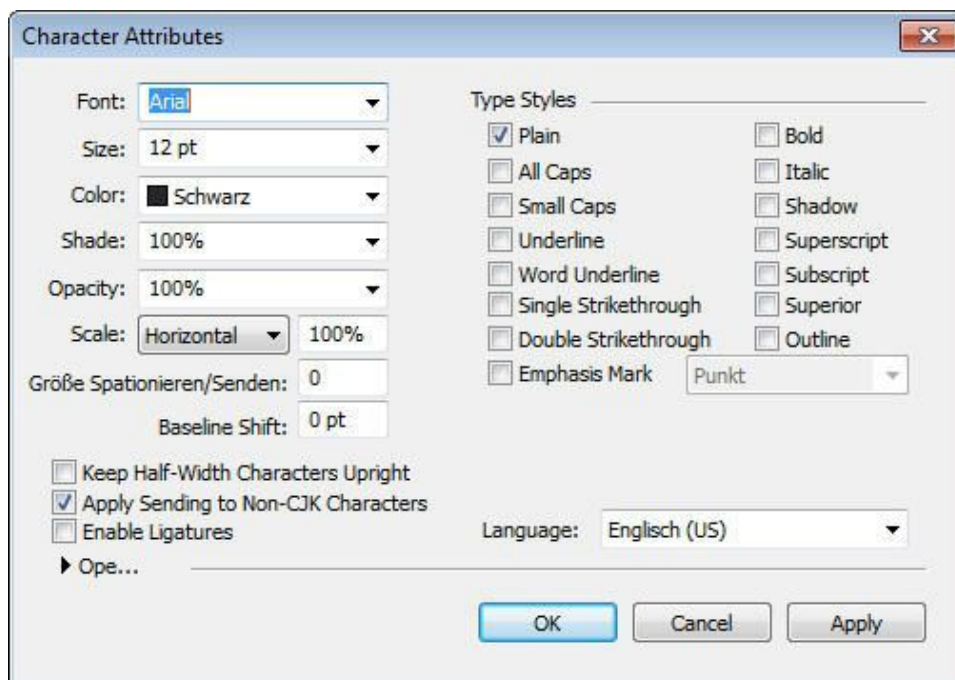 Character Attributes
Font: Arial
Size: 12 pt
Color: Schwarz
Shade: 100%
Opacity: 100%
Scale: Horizontal 100%
Größe Spationieren/Senden: 0
Baseline Shift: 0 pt
Keep Half-Width Characters Upright
Apply Sending to Non-CJK Characters
Enable Ligatures
Ope...
Type Styles
Plain Bold
All Caps Italic
Small Caps Shadow
Underline Superscript
Word Underline Subscript
Single Strikethrough Superior
Double Strikethrough Outline
Emphasis Mark Punkt
Language: Englisch (US)
OK Cancel Apply